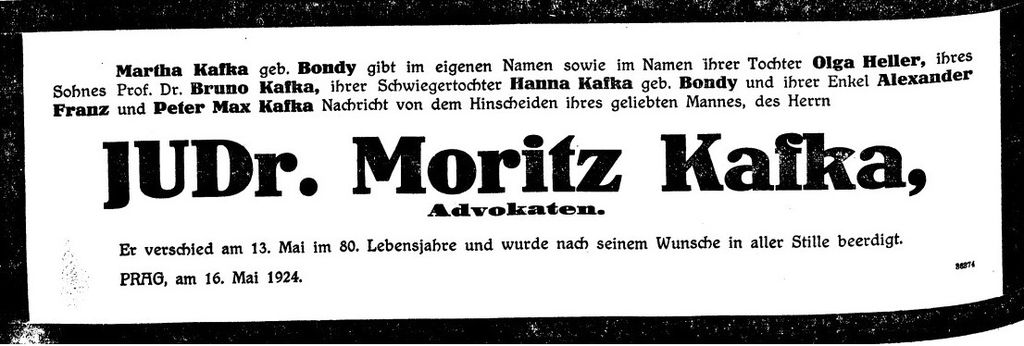 Martha Kafka geb. Bondy gibt im eigenen Namen sowie im Namen ihrer Tochter Olga Heller, ihres
Sohnes Prof. Dr. Bruno Kafka, ihrer Schwiegertochter Hanna Kafka geb. Bondy und ihrer Enkel Alexander
Franz und Peter Max Kafka Nachricht von dem Hinscheiden ihres geliebten Mannes, des Herrn
JUDr. Moritz Kafka,
Advokaten.
Er verschied am 13. Mai im 80. Lebensjahre und wurde nach seinem Wunsche in aller Stille beerdigt.
PRAG, am 16. Mai 1924.
36374